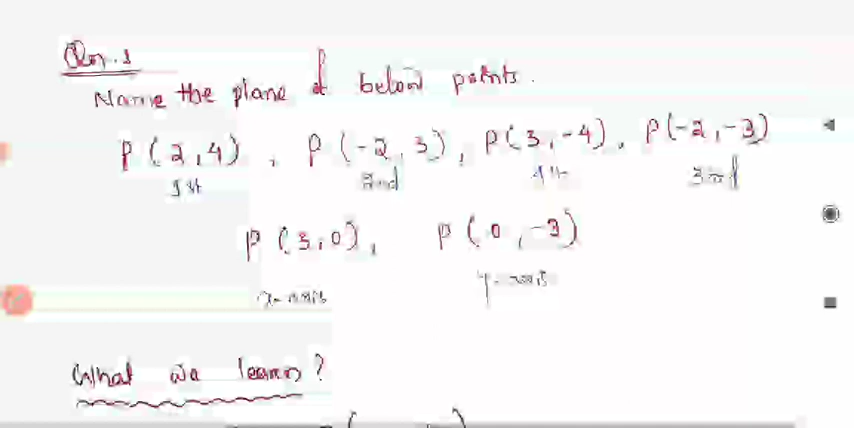 Qon.1
Name the plane of below points.
P(2,4), P(-2,3), P(3,-4), P(-2,-3)
1st 2nd 4th 3rd
P(3,0), P(0,-3)
x-axis y-axis
What we learn?